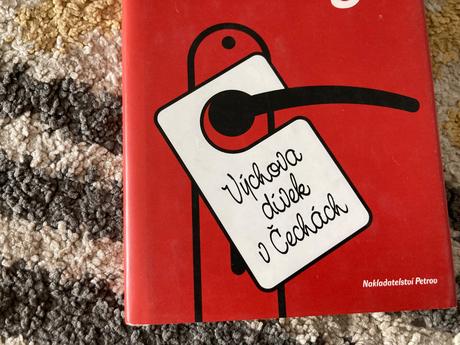 Výchova
dívek
v Čechách
Nakladatelství Petrov